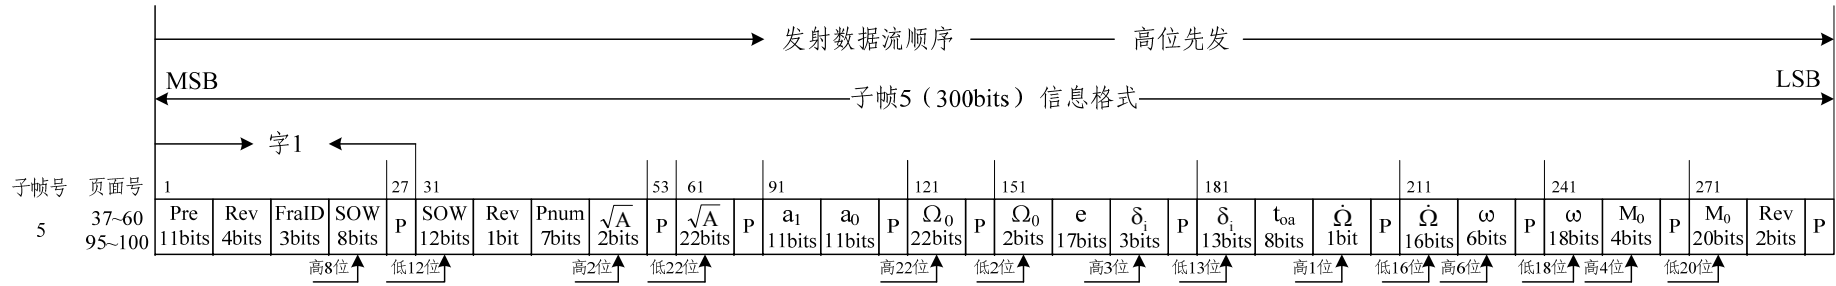 发射数据流顺序 高位先发
MSB LSB
子帧5（300bits）信息格式
字1
子帧号 页面号 1 27 31 53 61 91 121 151 181 211 241 271
5
37~60
95~100
Pre Rev FraID SOW P SOW Rev Pnum √A P √A P a₁ a₀ P Ω₀ P Ω₀ e δᵢ P δᵢ tₒₐ Ω̇ P Ω̇ ω P ω M₀ P M₀ Rev P
11bits 4bits 3bits 8bits 12bits 1bit 7bits 2bits 22bits 11bits 11bits 22bits 2bits 17bits 3bits 13bits 8bits 1bit 16bits 6bits 18bits 4bits 20bits 2bits
高8位 低12位 高2位 低22位 高22位 低2位 高3位 低13位 高1位 低16位 高6位 低18位 高4位 低20位